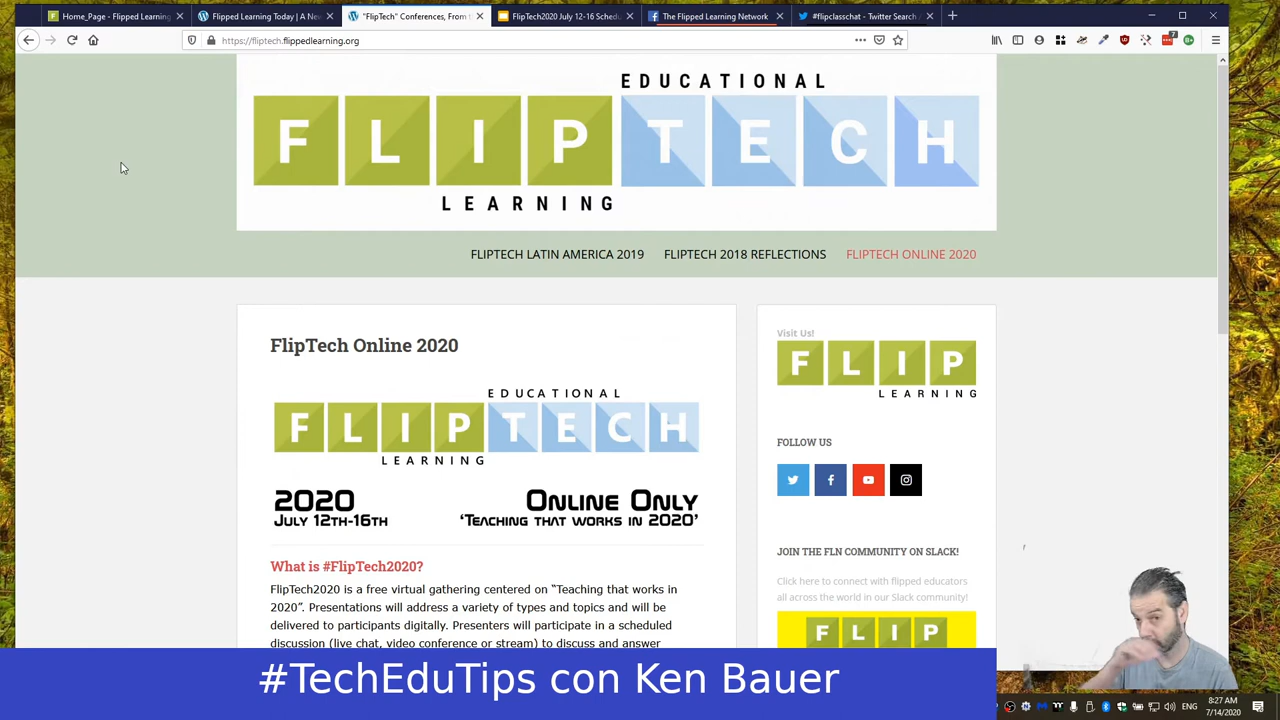 Home_Page - Flipped Learning
Flipped Learning Today | A New
"FlipTech" Conferences, From t
FlipTech2020 July 12-16 Schedu
The Flipped Learning Network
#flipclasschat - Twitter Search /
https://fliptech.flippedlearning.org
7
EDUCATIONAL
FLIPTECH
LEARNING
FLIPTECH LATIN AMERICA 2019
FLIPTECH 2018 REFLECTIONS
FLIPTECH ONLINE 2020
FlipTech Online 2020
EDUCATIONAL
FLIPTECH
LEARNING
2020
July 12th-16th
Online Only
'Teaching that works in 2020'
What is #FlipTech2020?
FlipTech2020 is a free virtual gathering centered on "Teaching that works in
2020". Presentations will address a variety of types and topics and will be
delivered to participants digitally. Presenters will participate in a scheduled
discussion (live chat, video conference or stream) to discuss and answer
Visit Us!
FLIP
LEARNING
FOLLOW US
JOIN THE FLN COMMUNITY ON SLACK!
Click here to connect with flipped educators
all across the world in our Slack community!
FLIP
#TechEduTips con Ken Bauer
ENG
8:27 AM
7/14/2020